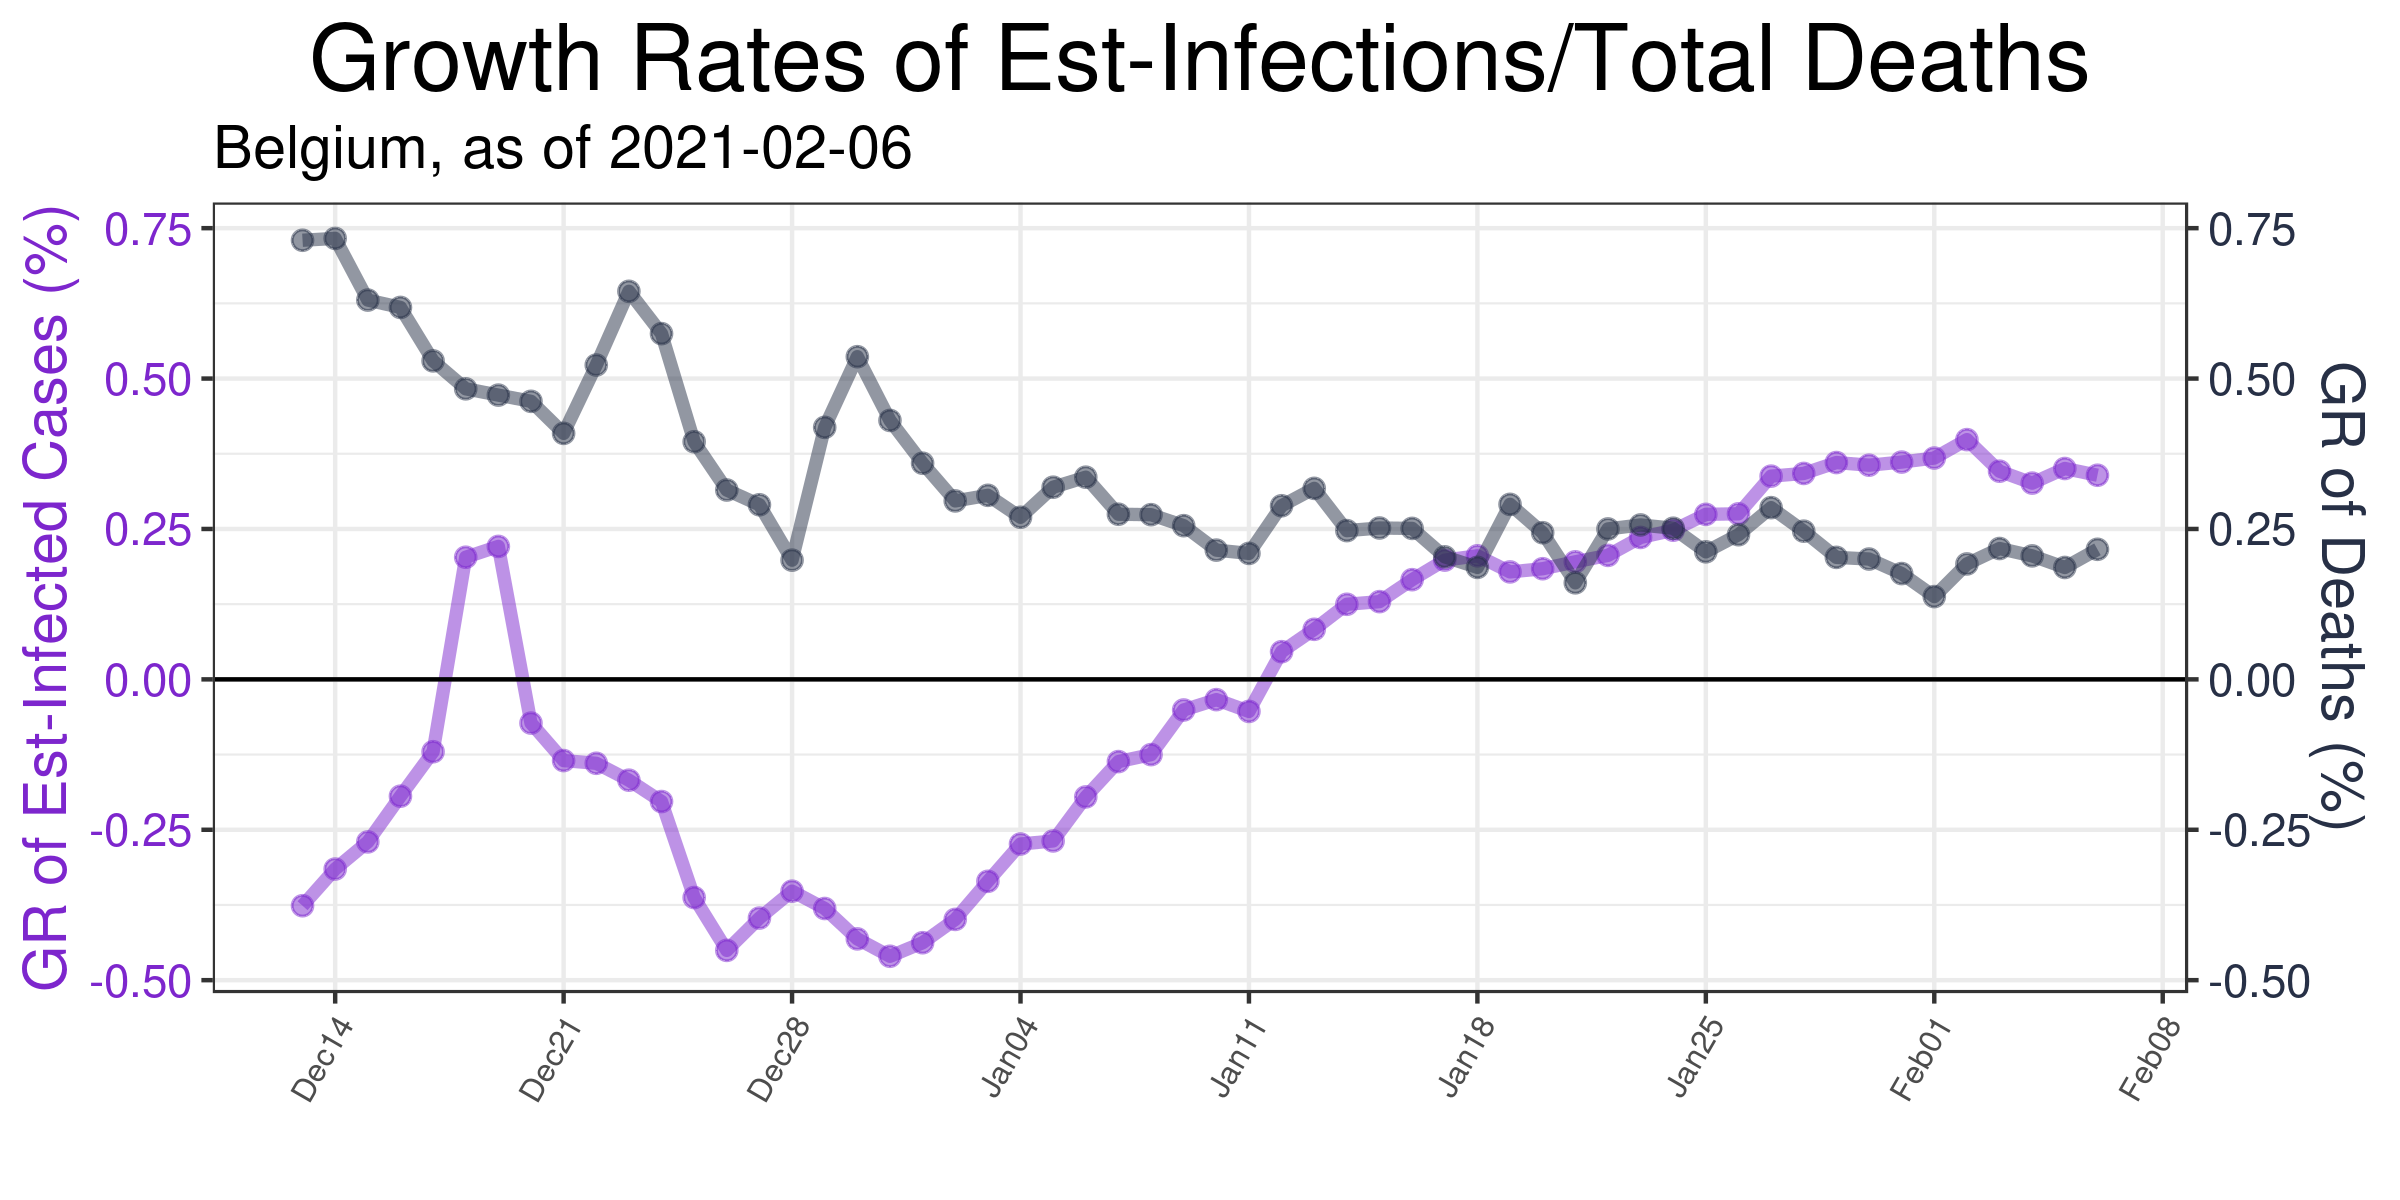 Growth Rates of Est-Infections/Total Deaths
Belgium, as of 2021-02-06
GR of Est-Infected Cases (%)
0.75
0.50
0.25
0.00
-0.25
-0.50
0.75
0.50
0.25
0.00
-0.25
-0.50
GR of Deaths (%)
Dec14
Dec21
Dec28
Jan04
Jan11
Jan18
Jan25
Feb01
Feb08